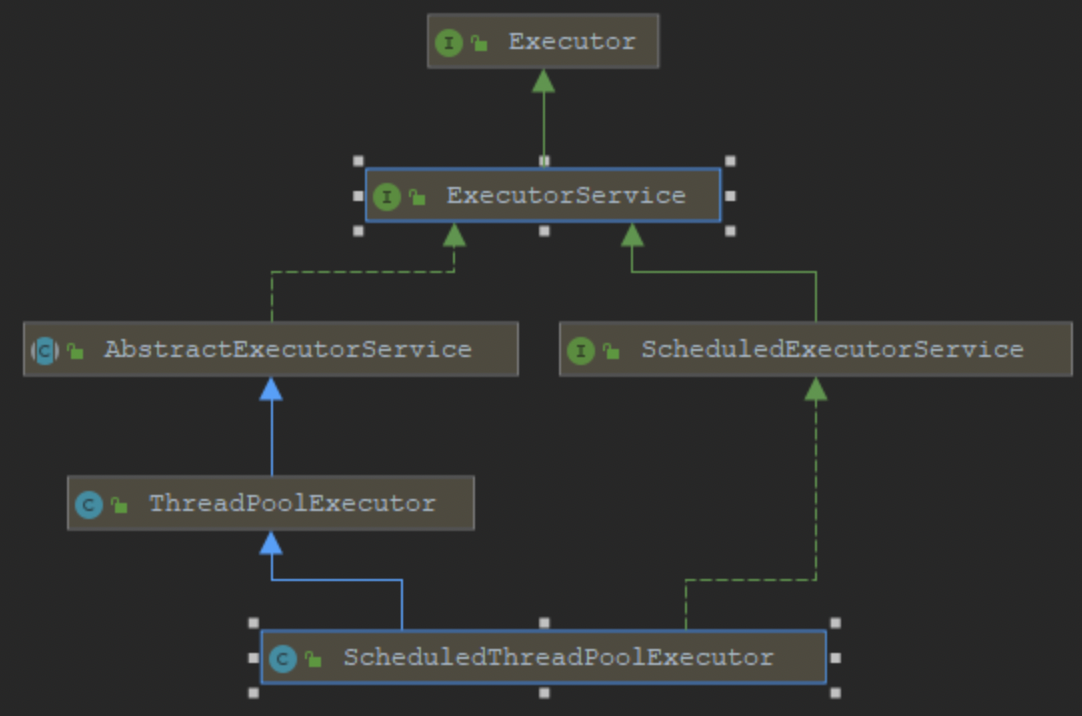 I Executor
I ExecutorService
C AbstractExecutorService
I ScheduledExecutorService
C ThreadPoolExecutor
C ScheduledThreadPoolExecutor